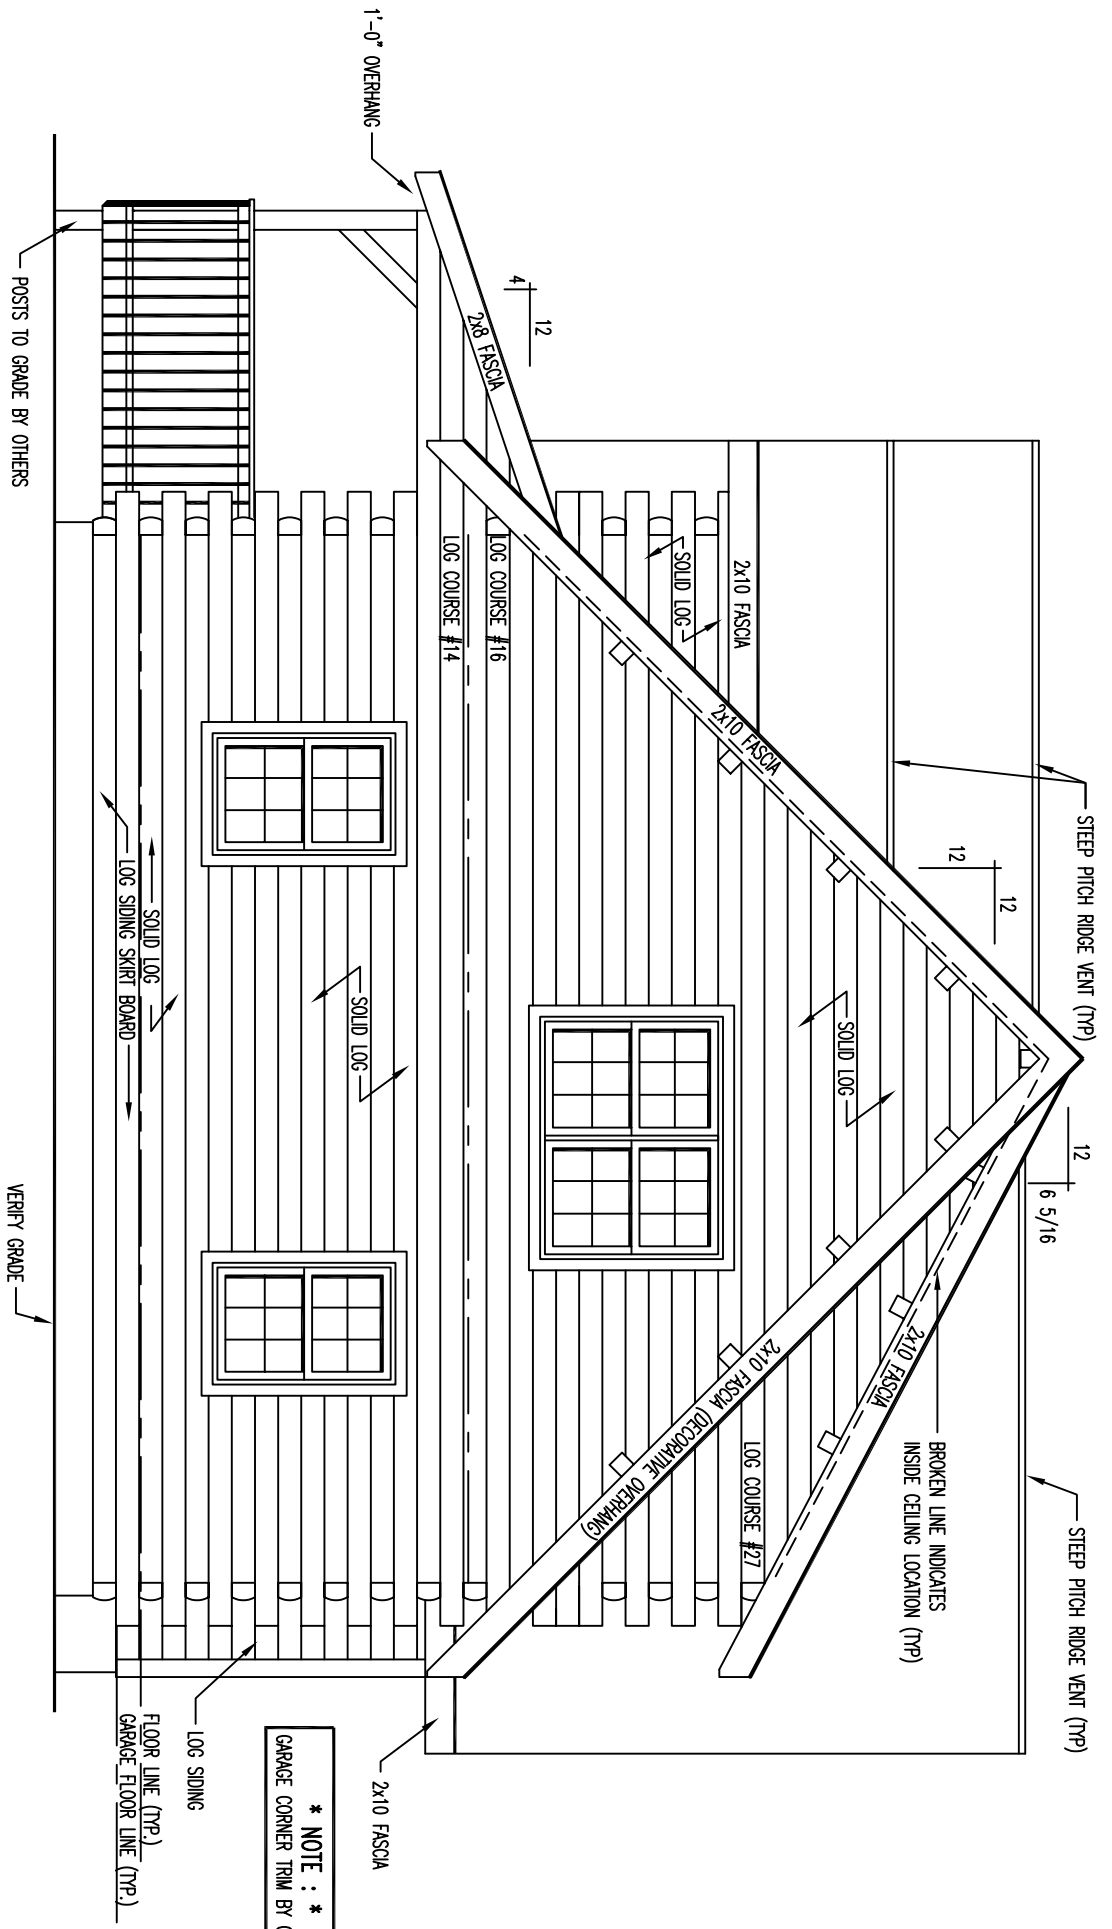 STEEP PITCH RIDGE VENT (TYP)
STEEP PITCH RIDGE VENT (TYP)
12
6 5/16
12
12
BROKEN LINE INDICATES
INSIDE CEILING LOCATION (TYP)
2x10 FASCIA
SOLID LOG
2x10 FASCIA
2x10 FASCIA
LOG COURSE #27
2x10 FASCIA (DECORATIVE OVERHANG)
SOLID LOG
12
4
2x8 FASCIA
1'-0" OVERHANG
LOG COURSE #16
LOG COURSE #14
2x10 FASCIA
SOLID LOG
* NOTE : *
GARAGE CORNER TRIM BY
LOG SIDING
SOLID LOG
LOG SIDING SKIRT BOARD
FLOOR LINE (TYP.)
GARAGE FLOOR LINE (TYP.)
POSTS TO GRADE BY OTHERS
VERIFY GRADE